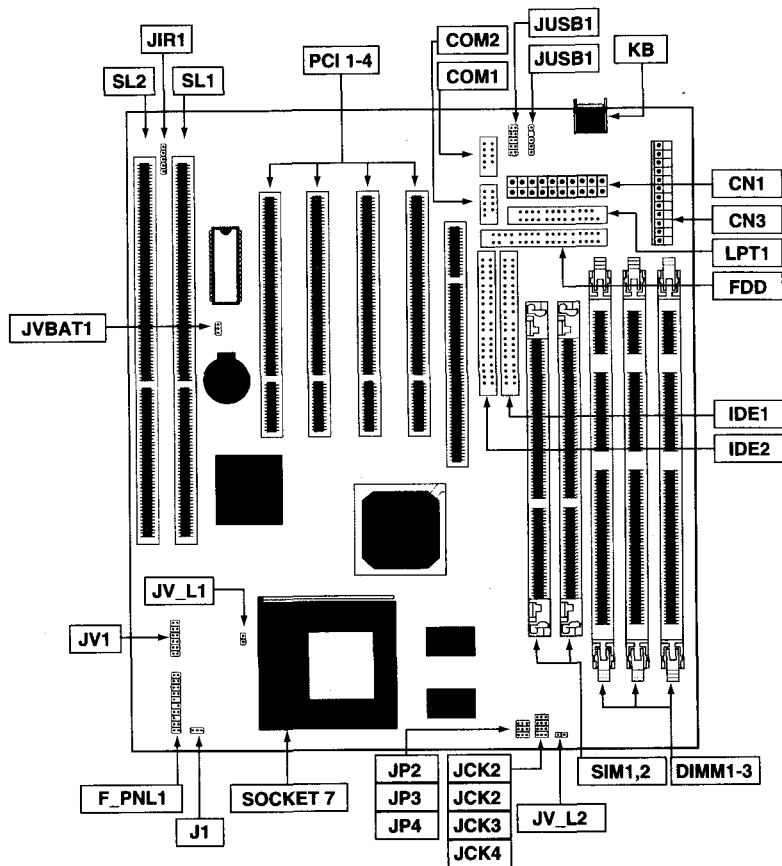 JIR1
SL2
SL1
PCI 1-4
COM2
COM1
JUSB1
JUSB1
KB
CN1
CN3
LPT1
FDD
JVBAT1
IDE1
IDE2
JV_L1
JV1
F_PNL1
J1
SOCKET 7
JP2
JP3
JP4
JCK2
JCK2
JCK3
JCK4
JV_L2
SIM1,2
DIMM1-3